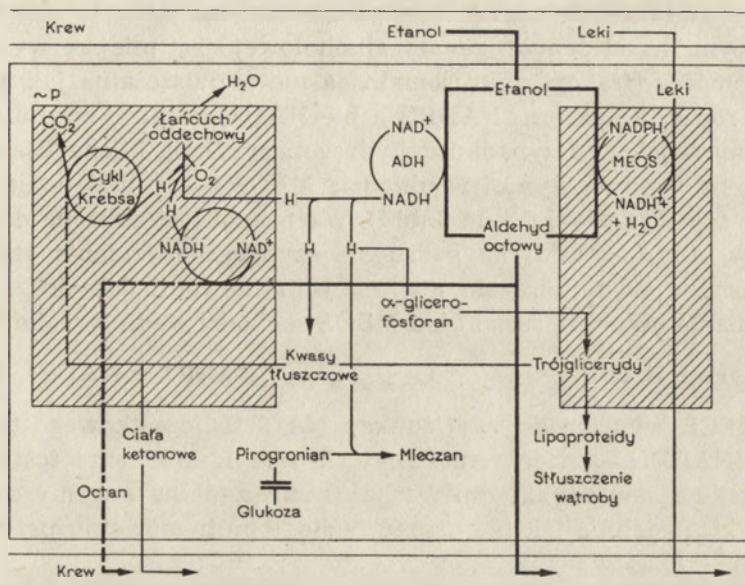 Krew
Etanol
Leki
H₂O
~P
CO₂
Łańcuch
oddechowy
Etanol
Leki
NAD⁺
ADH
NADH
NADPH
MEOS
NADH⁺
+ H₂O
O₂
Cykl
Krebsa
H
H
H
H
H
NADH
NAD⁺
Aldehyd
octowy
α-glicero-
fosforan
Kwasy
tłuszczowe
Trójglicerydy
Ciała
ketonowe
Pirogronian
Mleczan
Lipoproteidy
Octan
Glukoza
Stłuszczenie
wątroby
Krew